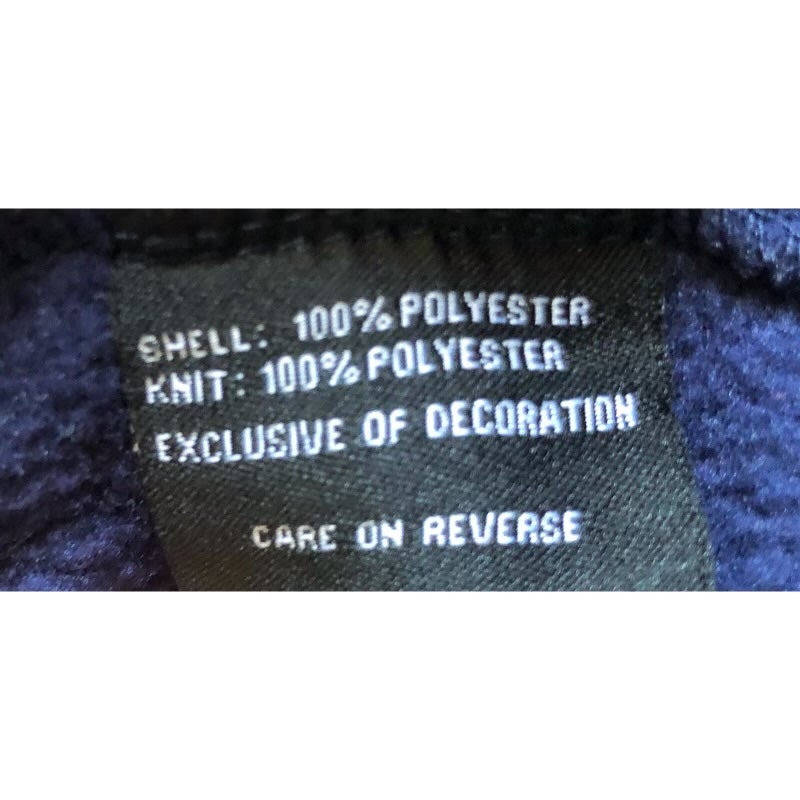 SHELL: 100% POLYESTER
KNIT: 100% POLYESTER
EXCLUSIVE OF DECORATION
CARE ON REVERSE